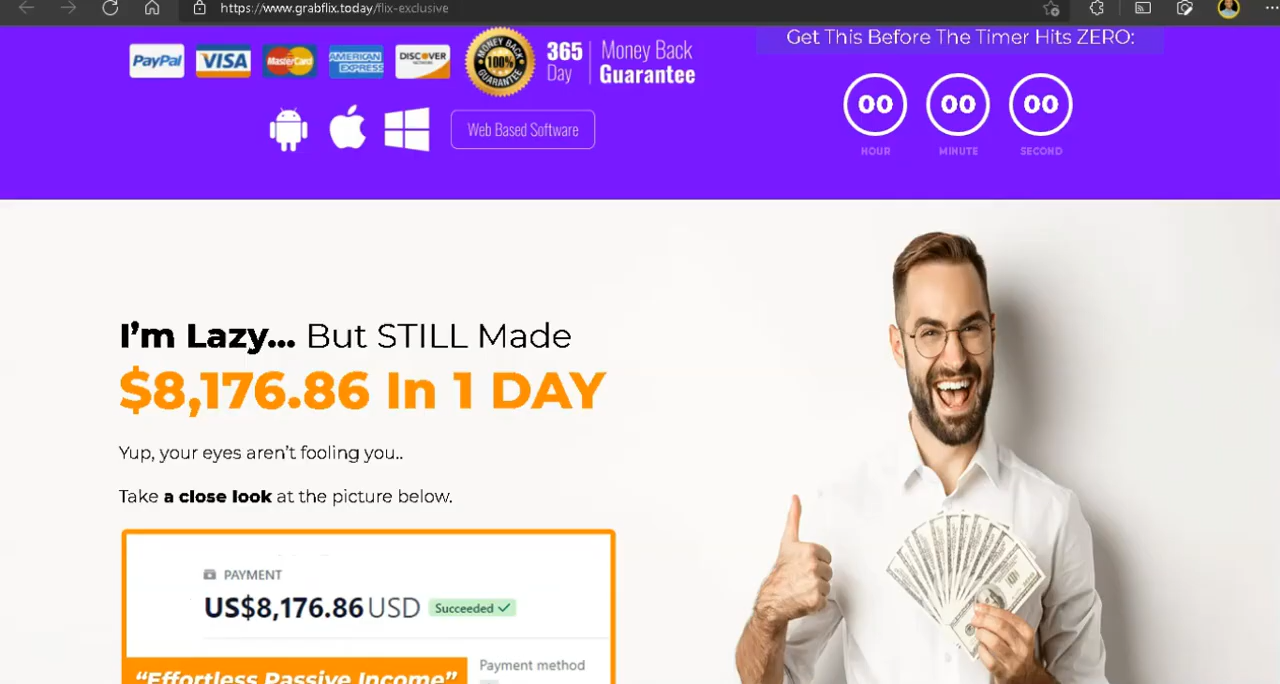 https://www.grabflix.today/flix-exclusive
Get This Before The Timer Hits ZERO:
PayPal VISA MasterCard AMERICAN EXPRESS DISCOVER MONEY BACK 100% GUARANTEE
365 Day Money Back Guarantee
00 00 00
HOUR MINUTE SECOND
Web Based Software
I'm Lazy... But STILL Made
$8,176.86 In 1 DAY
Yup, your eyes aren't fooling you..
Take a close look at the picture below.
PAYMENT
US$8,176.86 USD Succeeded ✓
Payment method
“Effortless Passive Income”